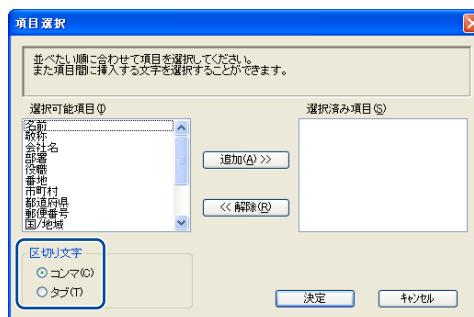 項目選択
並べたい順に合わせて項目を選択してください。
また項目間に挿入する文字を選択することができます。
選択可能項目(I)
選択済み項目(S)
名前
敬称
会社名
部署
役職
番地
市町村
都道府県
郵便番号
国/地域
追加(A) >>
<< 解除(R)
区切り文字
コンマ(C)
タブ(T)
決定
キャンセル